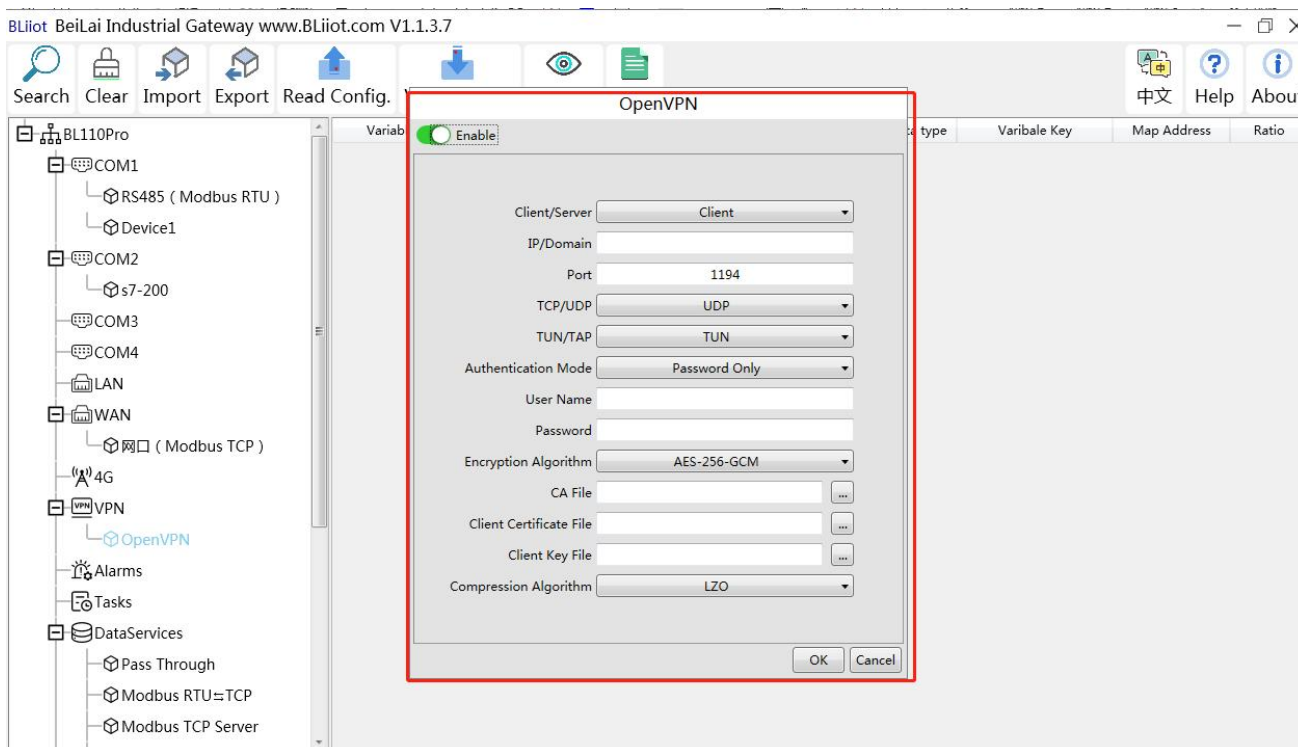 BLiiot BeiLai Industrial Gateway www.BLiiot.com V1.1.3.7
Search Clear Import Export Read Config. 中文 Help Abou
OpenVPN
Enable
BL110Pro
COM1
RS485 ( Modbus RTU )
Device1
COM2
s7-200
COM3
COM4
LAN
WAN
网口 ( Modbus TCP )
4G
VPN
VPN
OpenVPN
Alarms
Tasks
DataServices
Pass Through
Modbus RTU⇆TCP
Modbus TCP Server
Variab type Varibale Key Map Address Ratio
Client/Server Client
IP/Domain
Port 1194
TCP/UDP UDP
TUN/TAP TUN
Authentication Mode Password Only
User Name
Password
Encryption Algorithm AES-256-GCM
CA File ...
Client Certificate File ...
Client Key File ...
Compression Algorithm LZO
OK Cancel